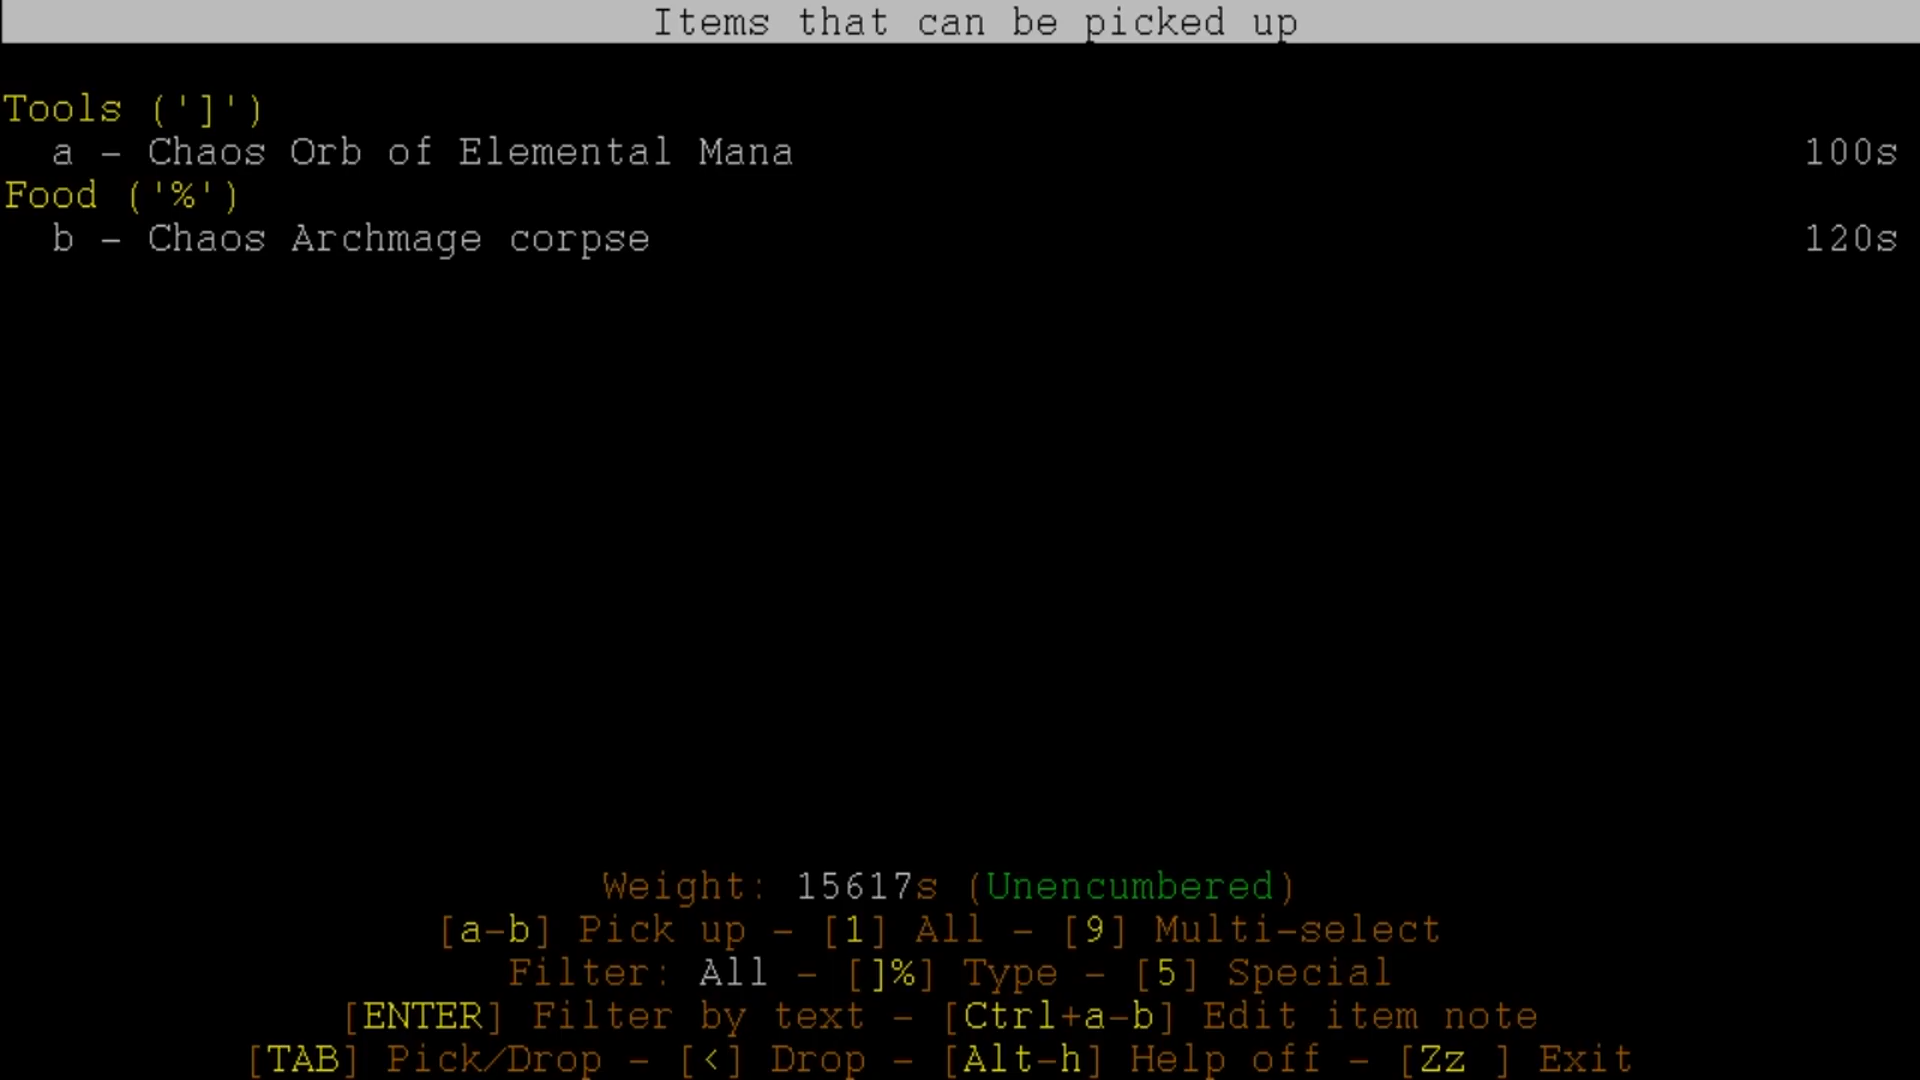 Items that can be picked up
Tools (']')
a - Chaos Orb of Elemental Mana 100s
Food ('%')
b - Chaos Archmage corpse 120s
Weight: 15617s (Unencumbered)
[a-b] Pick up - [1] All - [9] Multi-select
Filter: All - []%] Type - [5] Special
[ENTER] Filter by text - [Ctrl+a-b] Edit item note
[TAB] Pick/Drop - [<] Drop - [Alt-h] Help off - [Zz ] Exit